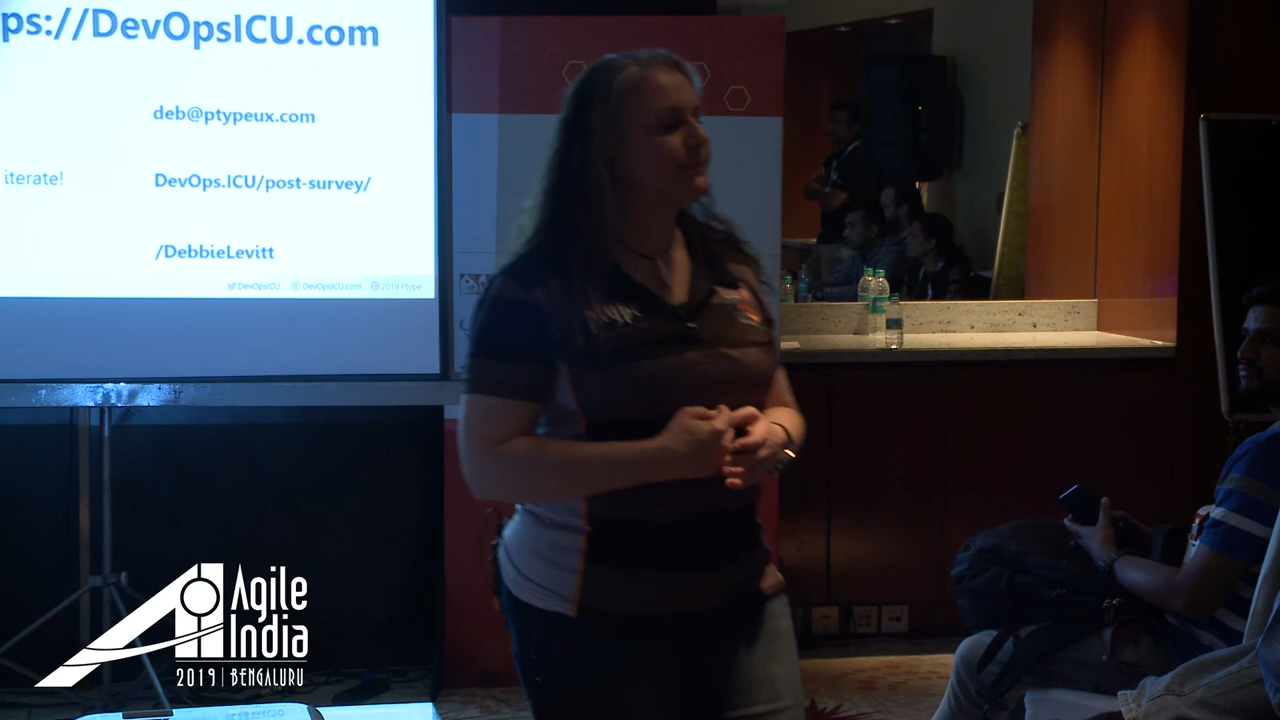 ps://DevOpsICU.com
deb@ptypeux.com
iterate!
DevOps.ICU/post-survey/
/DebbieLevitt
DevOpsICU
DevOpsICU.com
2019 Ptype
Agile
India
2019 | BENGALURU